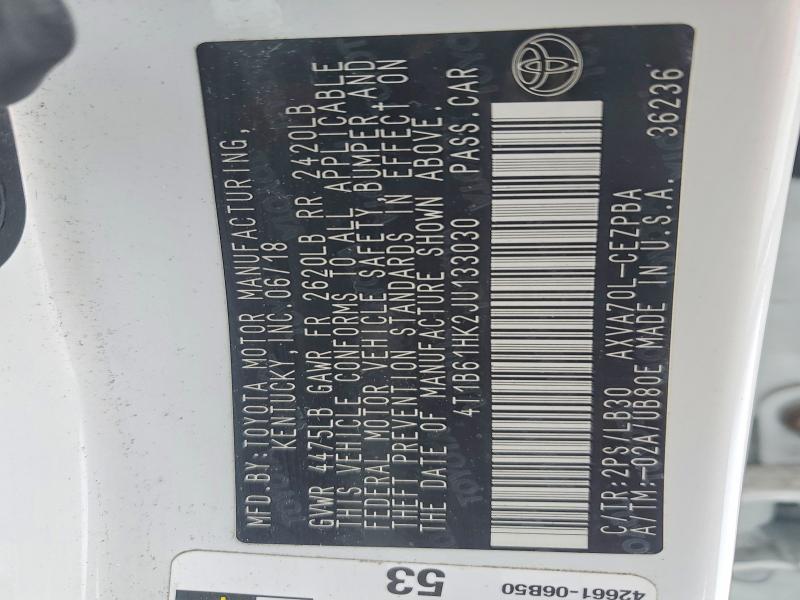 MFD.BY:TOYOTA MOTOR MANUFACTURING,
KENTUCKY, INC.06/18
GVWR 4475LB GAWR FR 2620LB RR 2420LB
THIS VEHICLE CONFORMS TO ALL APPLICABLE
FEDERAL MOTOR VEHICLE SAFETY,BUMPER,AND
THEFT PREVENTION STANDARDS IN EFFECT ON
THE DATE OF MANUFACTURE SHOWN ABOVE.
4T1B61HK2JU133030 PASS.CAR
C/TR:2PS/LB30 AXVA70L-CEZPBA
A/TM:-02A/UB80E MADE IN U.S.A. 36236
53
42661-06B50